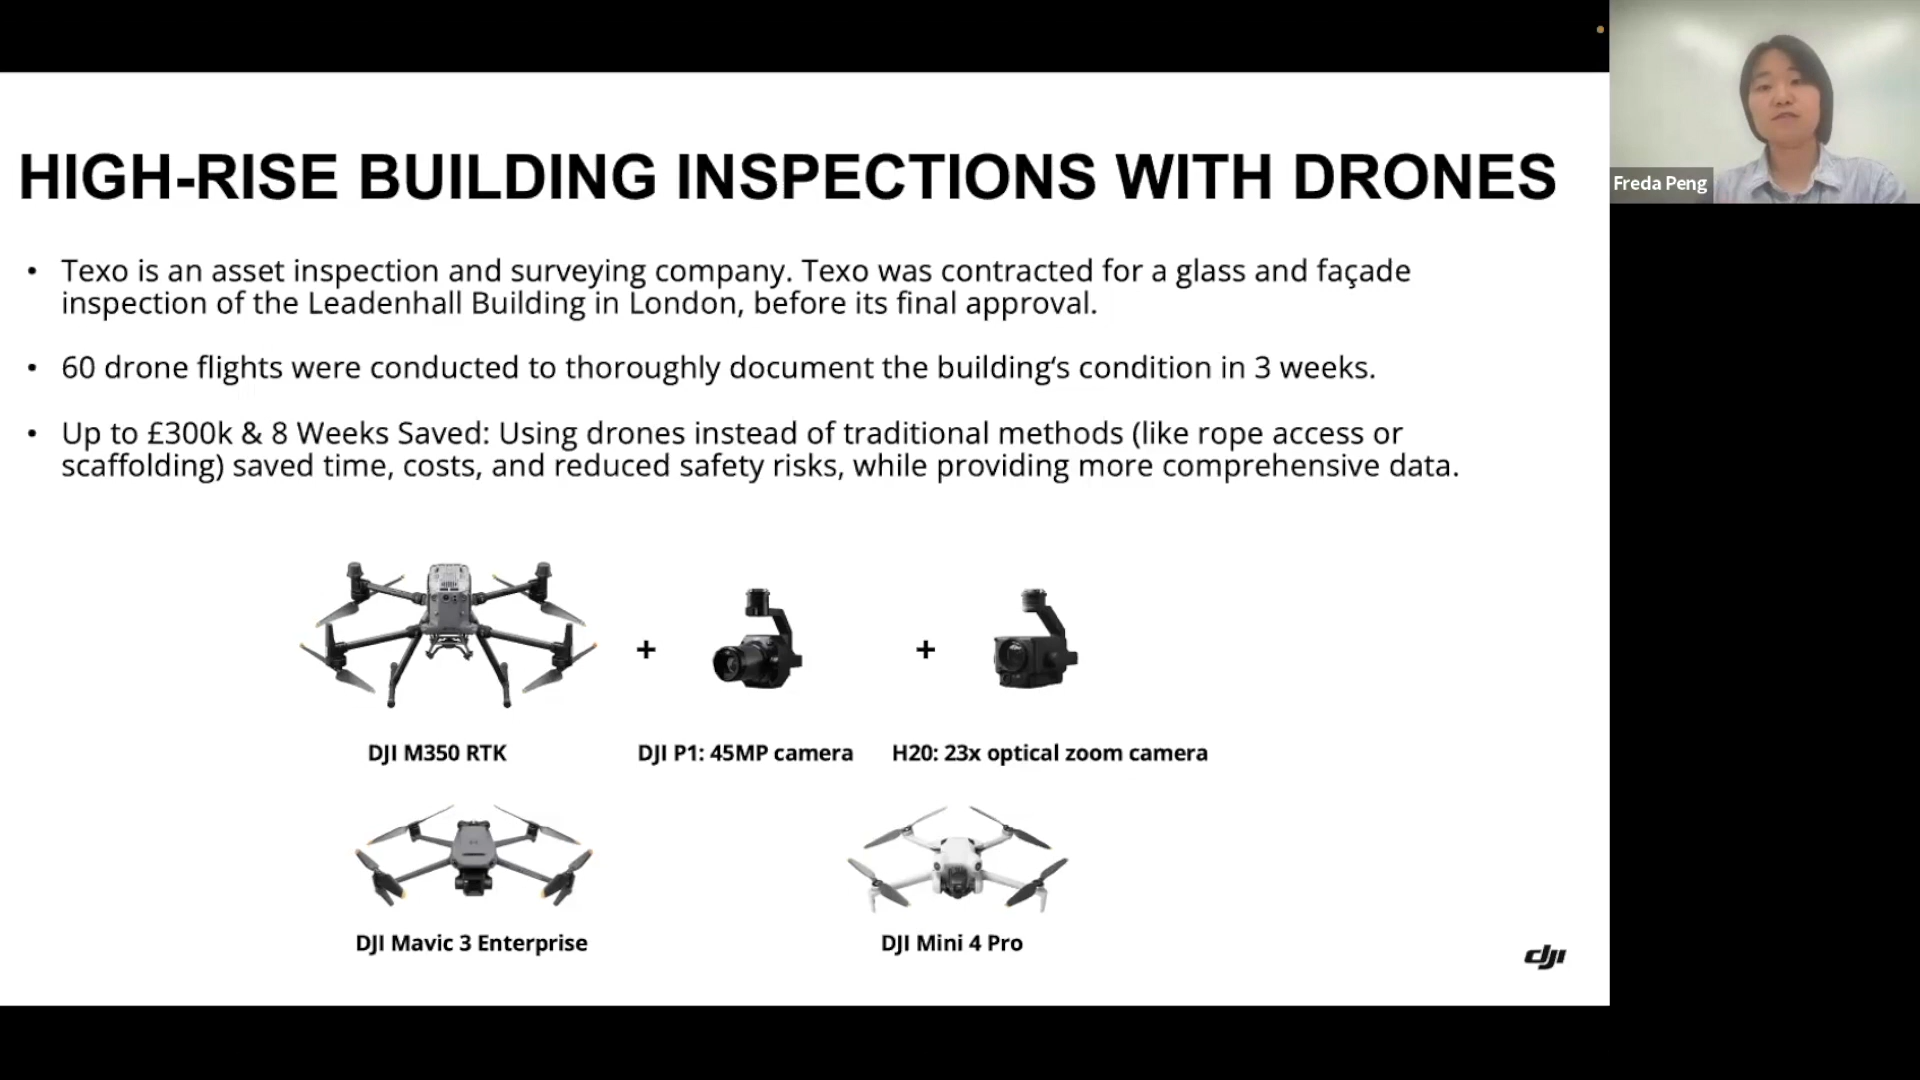 Freda Peng
HIGH-RISE BUILDING INSPECTIONS WITH DRONES
• Texo is an asset inspection and surveying company. Texo was contracted for a glass and façade
inspection of the Leadenhall Building in London, before its final approval.
• 60 drone flights were conducted to thoroughly document the building‘s condition in 3 weeks.
• Up to £300k & 8 Weeks Saved: Using drones instead of traditional methods (like rope access or
scaffolding) saved time, costs, and reduced safety risks, while providing more comprehensive data.
+ +
DJI M350 RTK DJI P1: 45MP camera H20: 23x optical zoom camera
DJI Mavic 3 Enterprise DJI Mini 4 Pro
dji